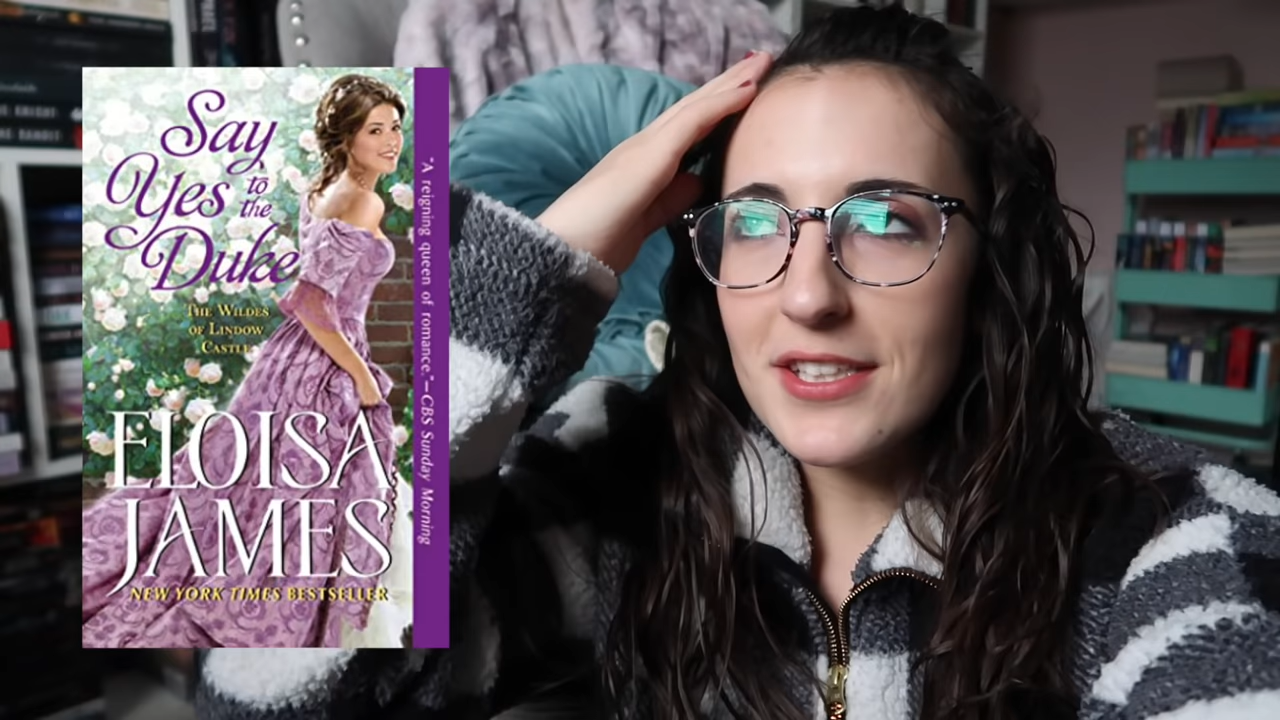 Say
Yes to
the
Duke
THE WILDES
OF LINDOW
CASTLE
ELOISA
JAMES
NEW YORK TIMES BESTSELLER
"A reigning queen of romance."—CBS Sunday Morning